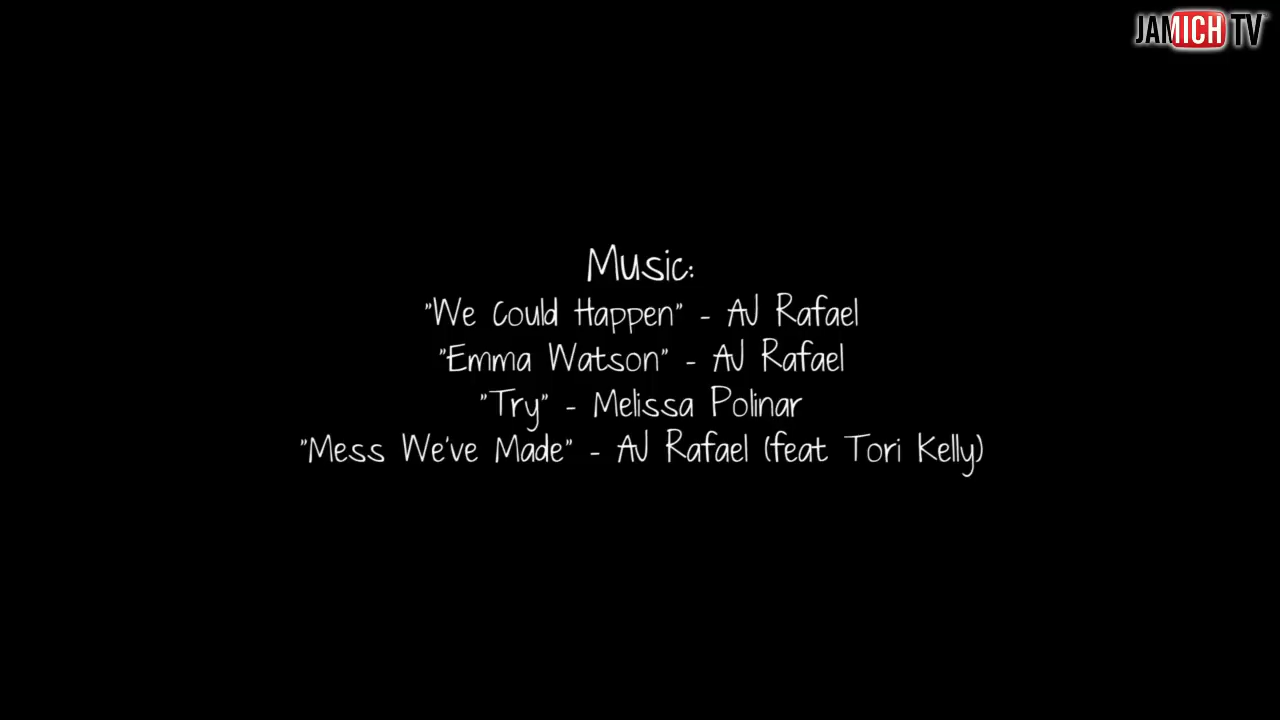 JAMICH TV
Music:
"We Could Happen" - AJ Rafael
"Emma Watson" - AJ Rafael
"Try" - Melissa Polinar
"Mess We've Made" - AJ Rafael (feat Tori Kelly)